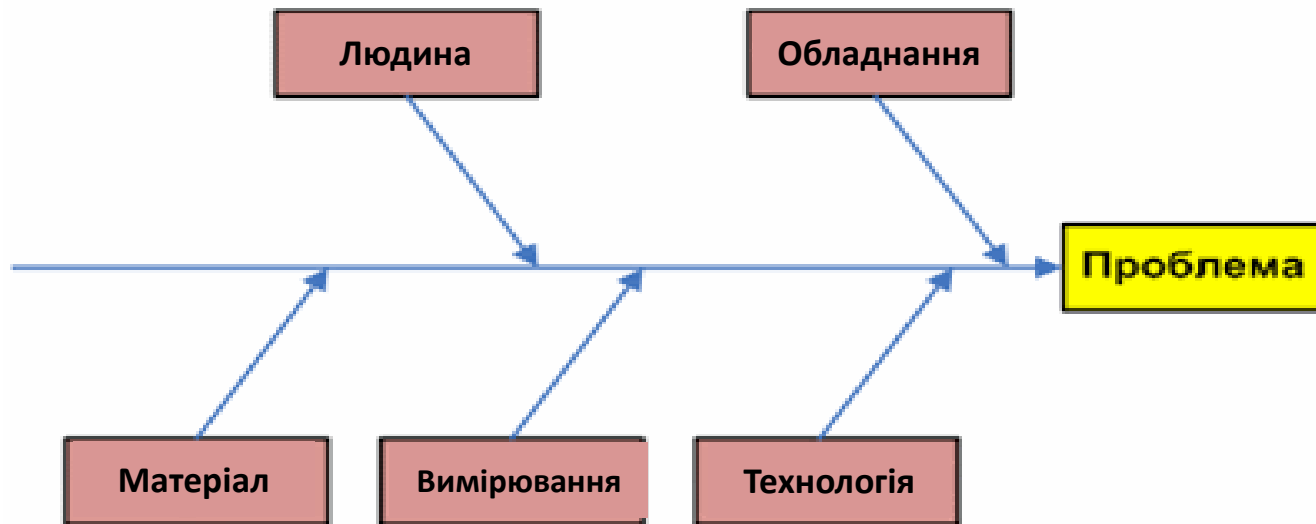 Людина
Обладнання
Проблема
Матеріал
Вимірювання
Технологія